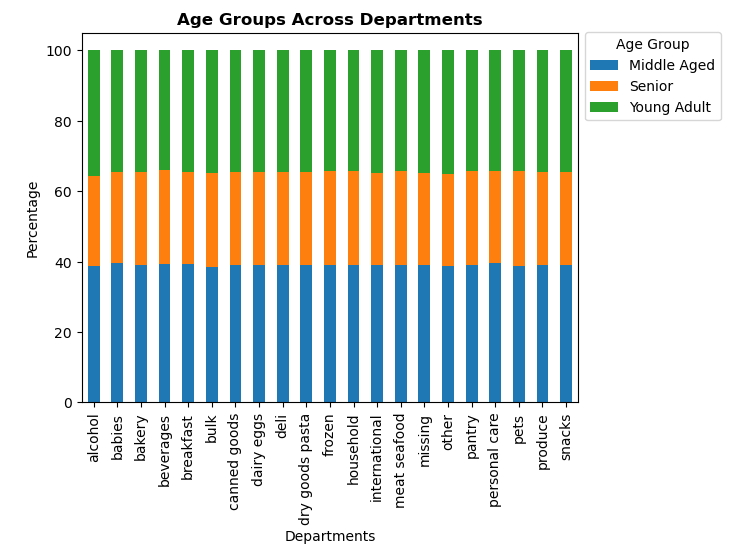 Age Groups Across Departments
Age Group
Middle Aged
Senior
Young Adult
Percentage
100
80
60
40
20
0
alcohol
babies
bakery
beverages
breakfast
bulk
canned goods
dairy eggs
deli
dry goods pasta
frozen
household
international
meat seafood
missing
other
pantry
personal care
pets
produce
snacks
Departments